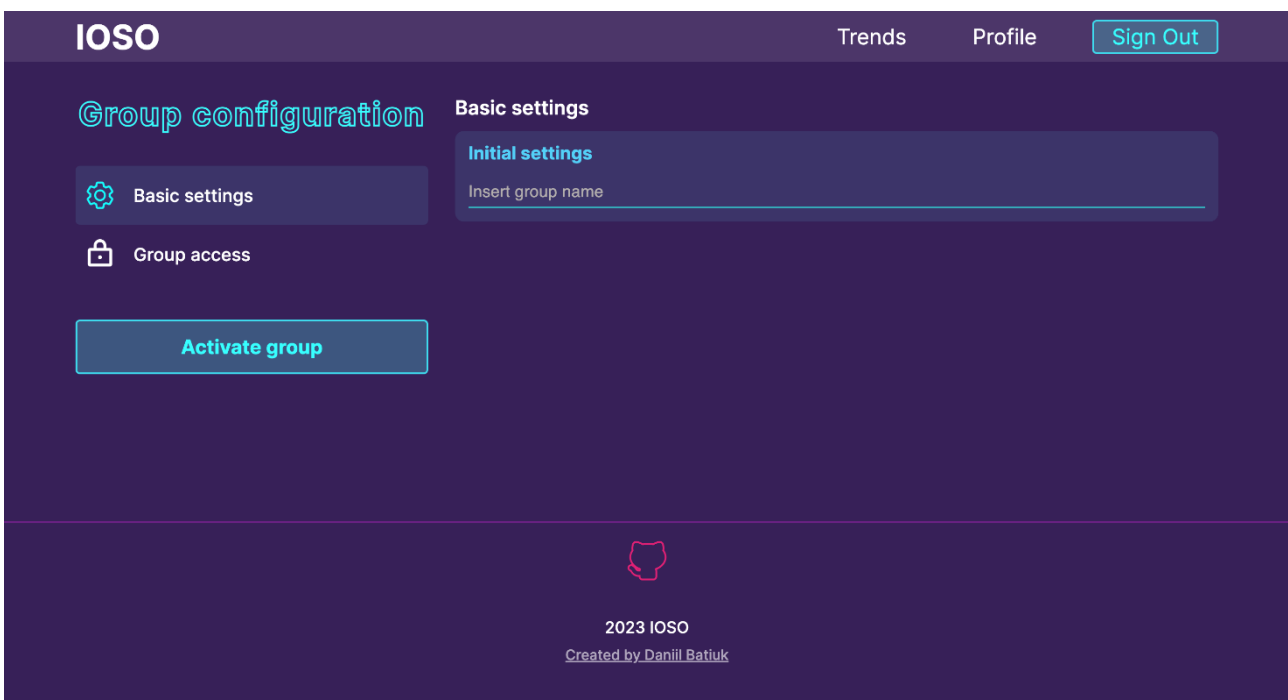 IOSO
Trends
Profile
Sign Out
Group configuration
Basic settings
Group access
Activate group
Basic settings
Initial settings
Insert group name
2023 IOSO
Created by Daniil Batiuk